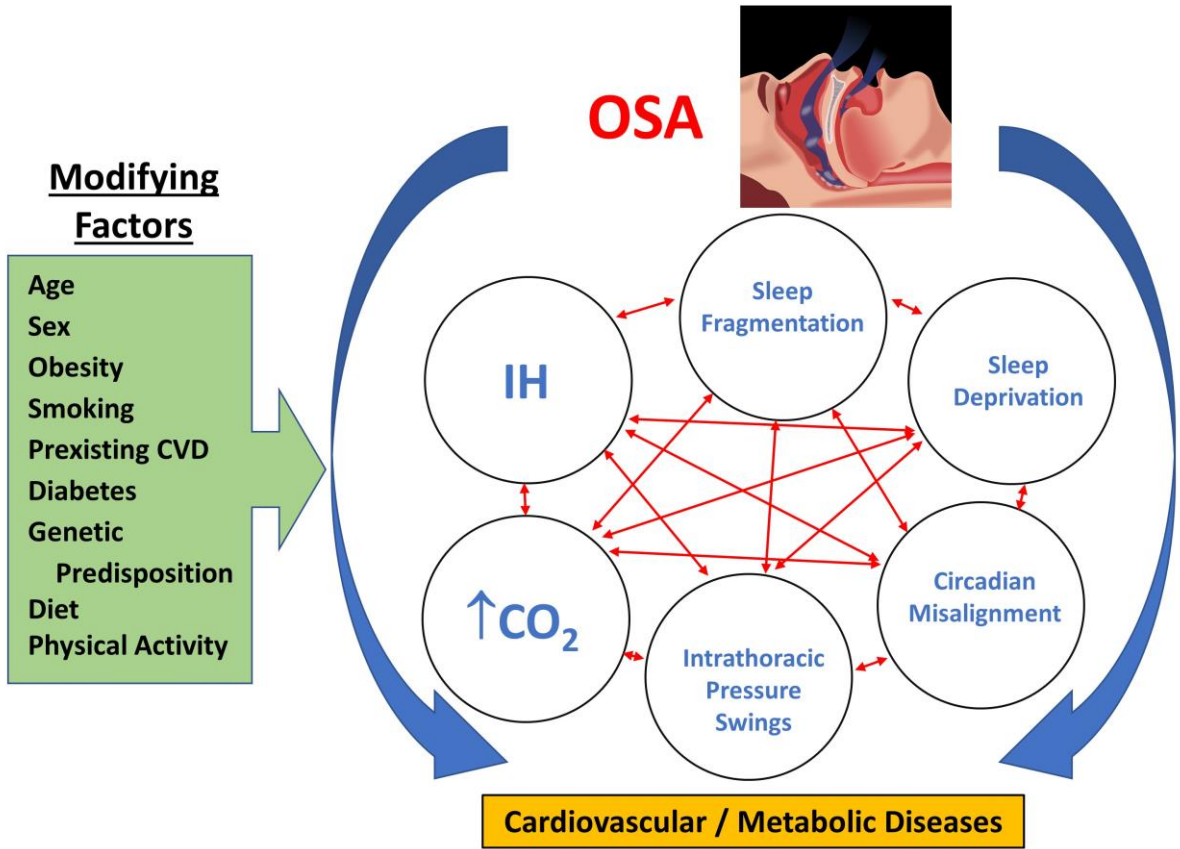 OSA
Modifying
Factors
Age
Sex
Obesity
Smoking
Prexisting CVD
Diabetes
Genetic
Predisposition
Diet
Physical Activity
Sleep
Fragmentation
IH
Sleep
Deprivation
↑CO₂
Intrathoracic
Pressure
Swings
Circadian
Misalignment
Cardiovascular / Metabolic Diseases